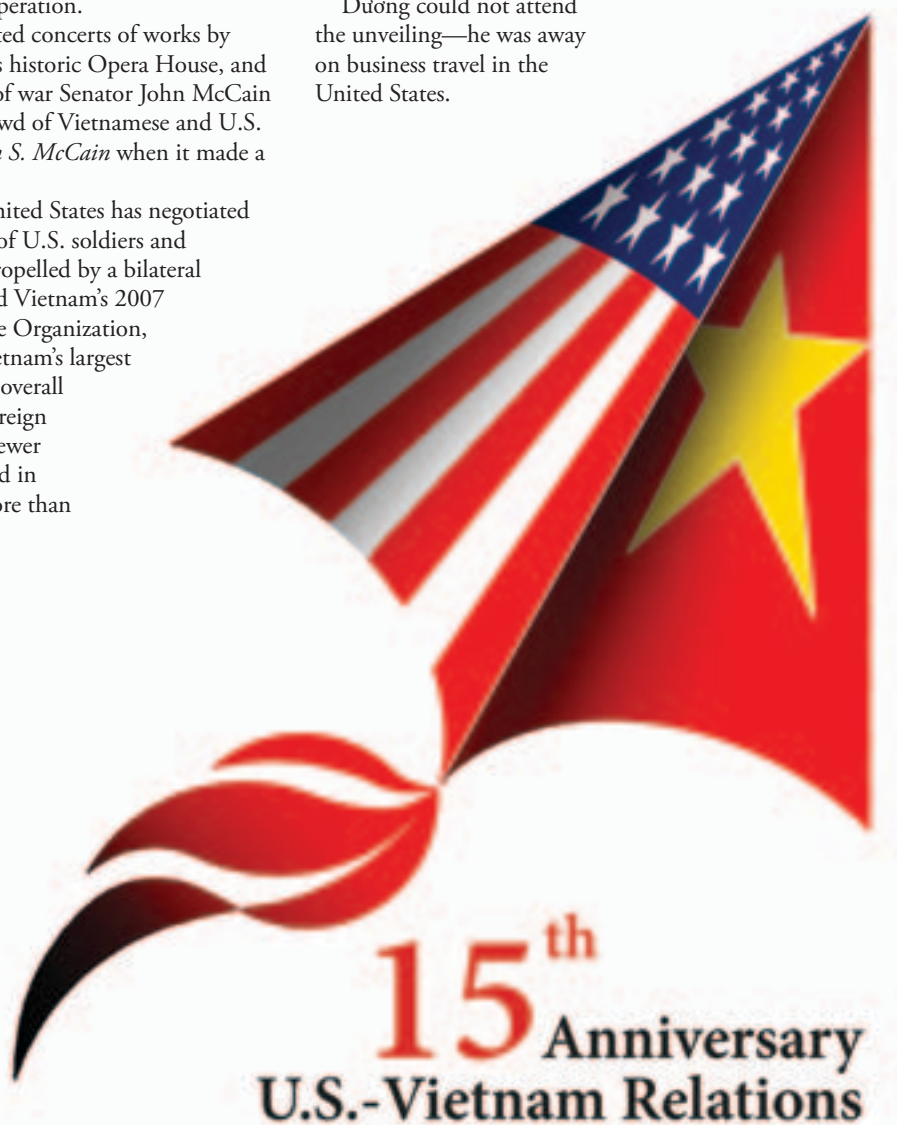 peration.
ted concerts of works by
s historic Opera House, and
of war Senator John McCain
wd of Vietnamese and U.S.
n S. McCain when it made a
nited States has negotiated
of U.S. soldiers and
ropelled by a bilateral
d Vietnam's 2007
e Organization,
etnam's largest
overall
reign
ewer
d in
ore than
Dương could not attend
the unveiling—he was away
on business travel in the
United States.
15th Anniversary
U.S.-Vietnam Relations